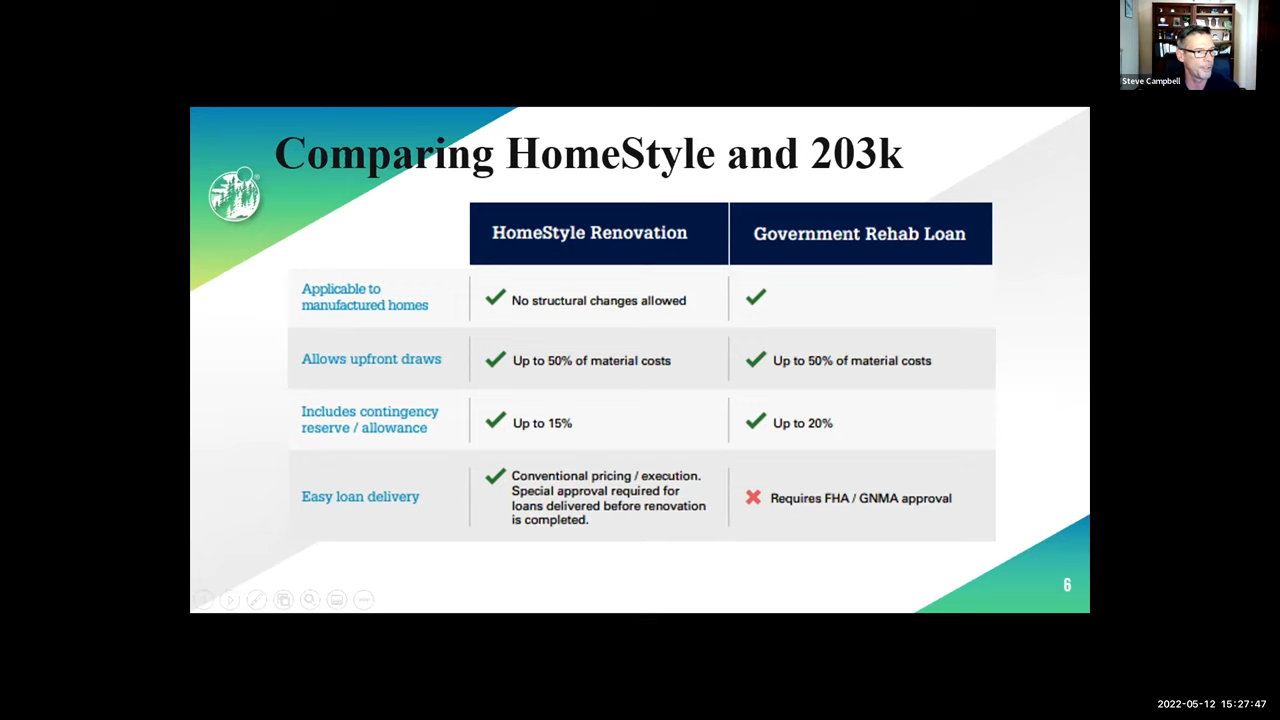 Steve Campbell
Comparing HomeStyle and 203k
HomeStyle Renovation
Government Rehab Loan
Applicable to
manufactured homes
No structural changes allowed
Allows upfront draws
Up to 50% of material costs
Up to 50% of material costs
Includes contingency
reserve / allowance
Up to 15%
Up to 20%
Easy loan delivery
Conventional pricing / execution.
Special approval required for
loans delivered before renovation
is completed.
Requires FHA / GNMA approval
6
2022-05-12 15:27:47